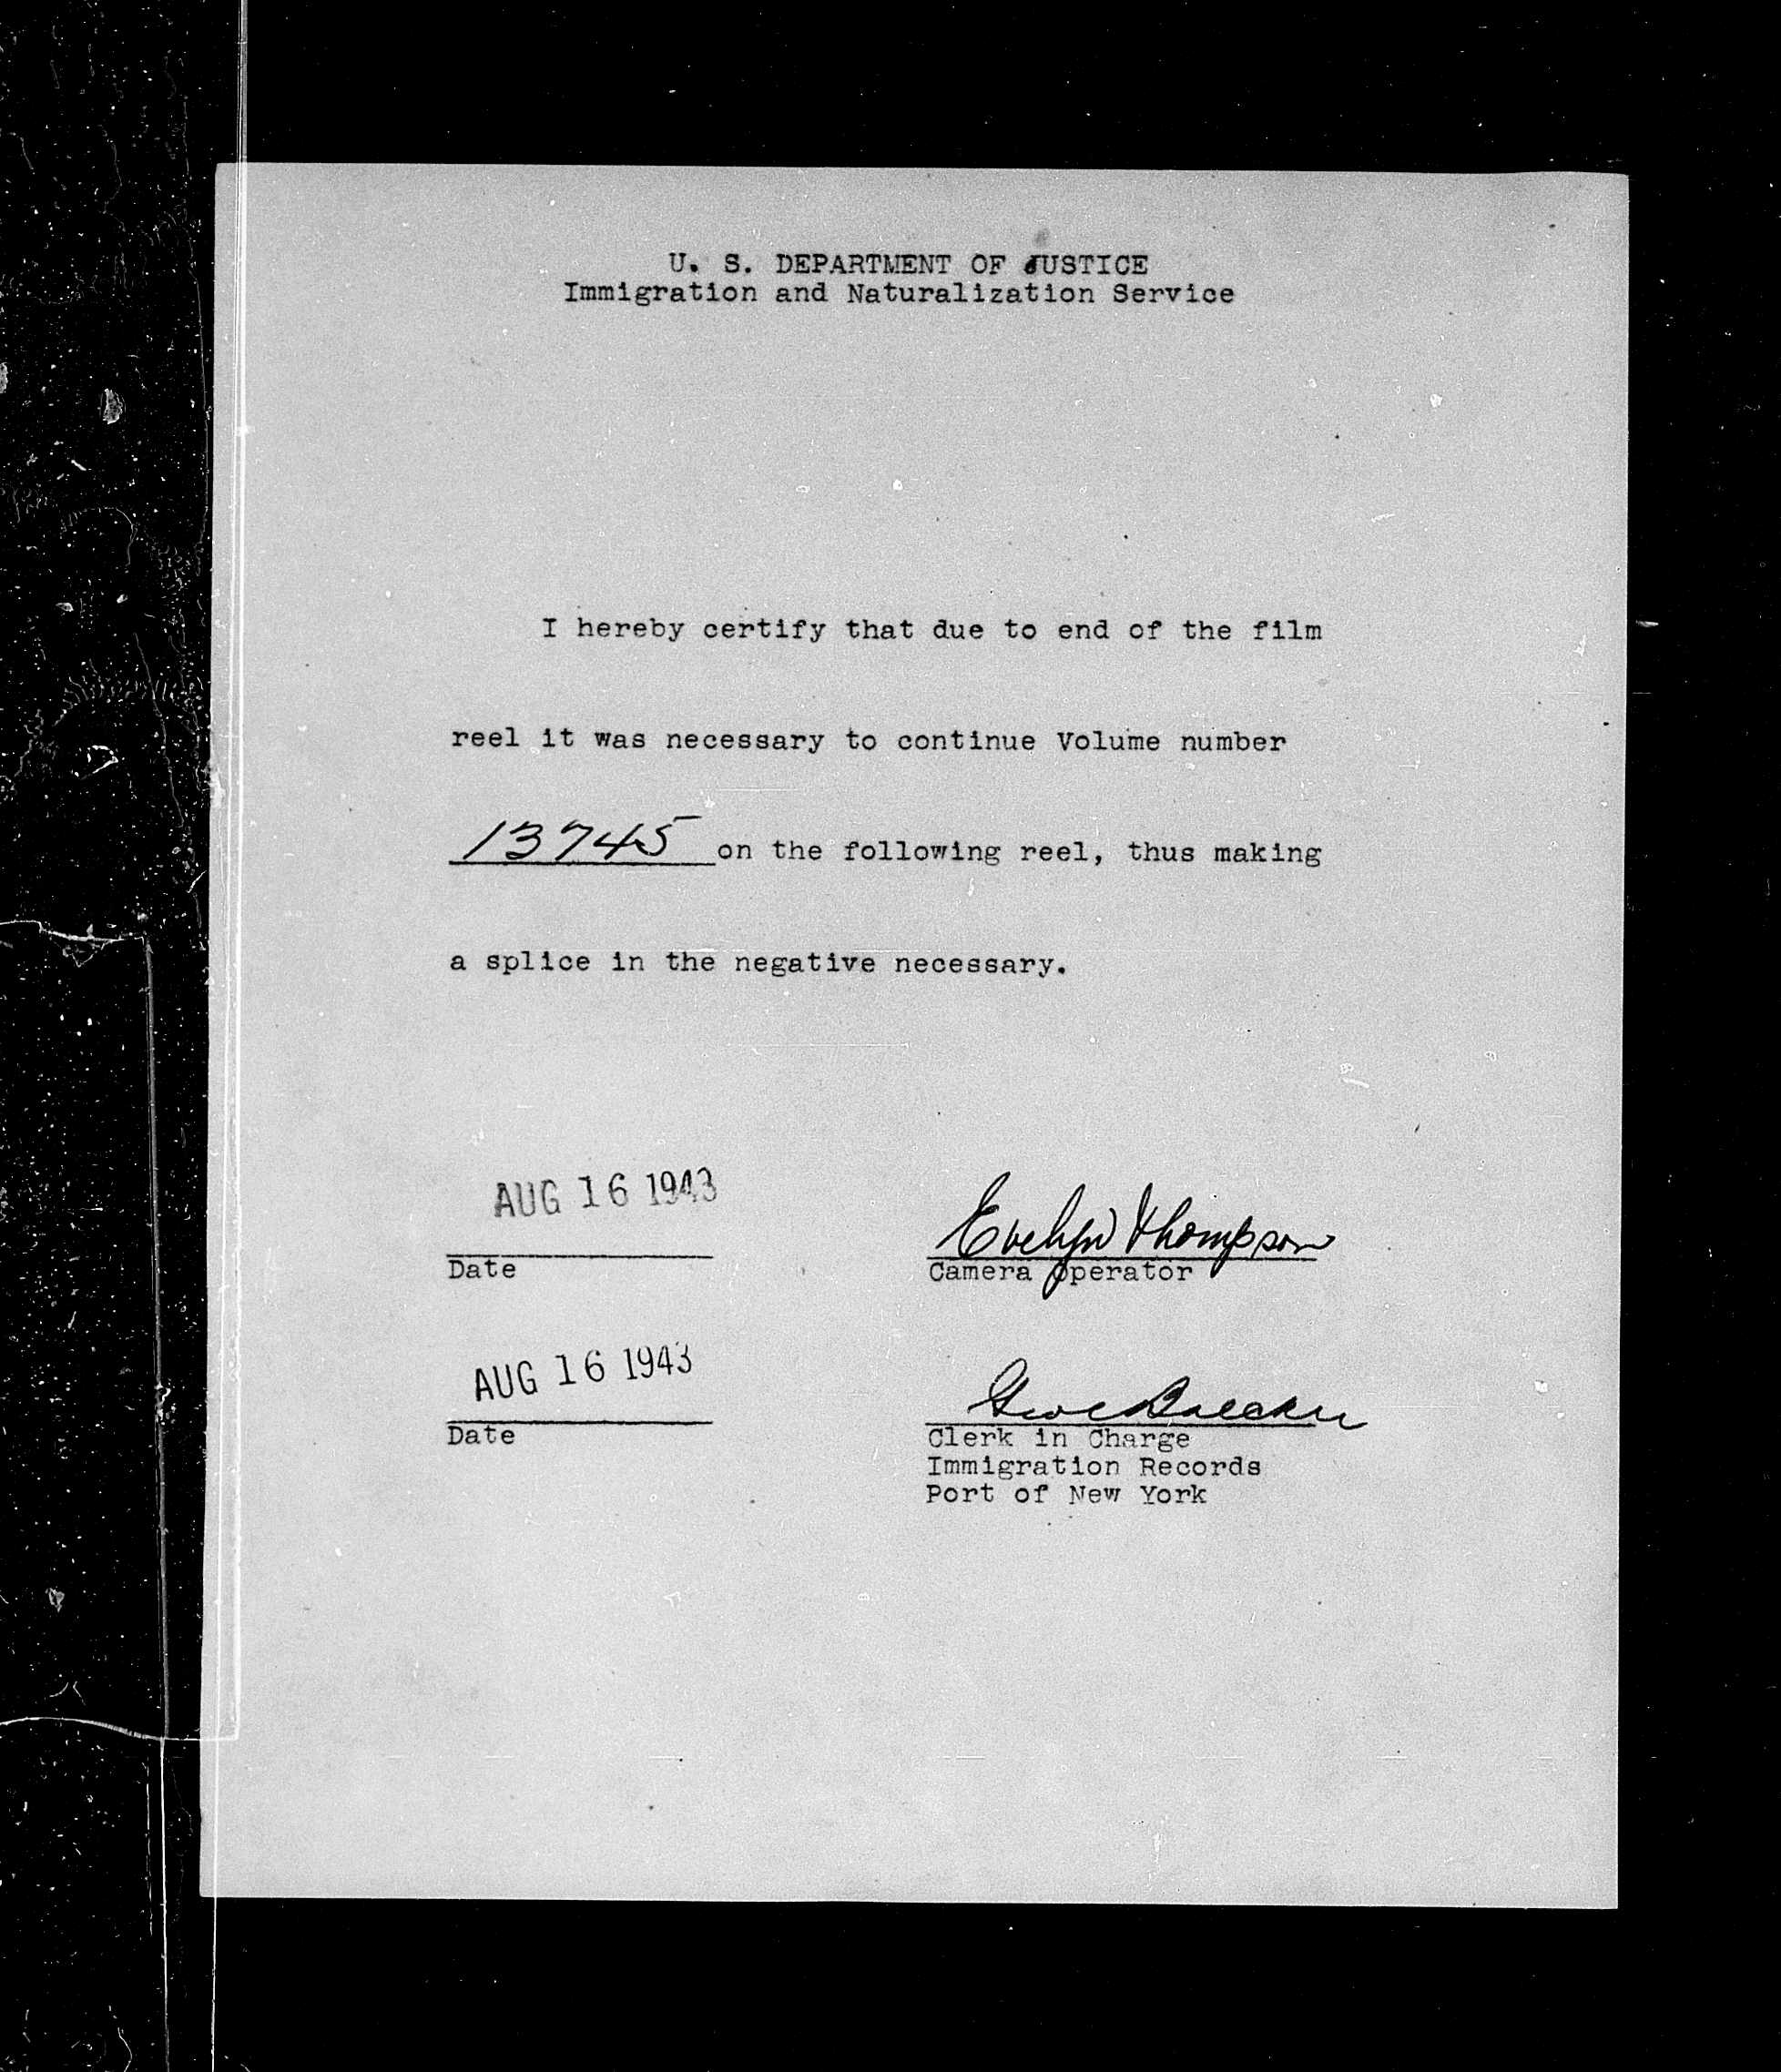 U. S. DEPARTMENT OF JUSTICE
Immigration and Naturalization Service
I hereby certify that due to end of the film
reel it was necessary to continue Volume number
13745 on the following reel, thus making
a splice in the negative necessary.
AUG 16 1943
Evelyn Thompson
Date
Camera Operator
AUG 16 1943
Date
Clerk in Charge
Immigration Records
Port of New York